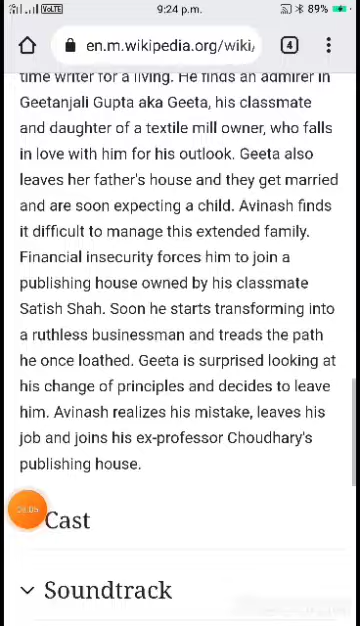 VoLTE
9:24 p.m.
89%
en.m.wikipedia.org/wiki/
4
time writer for a living. He finds an admirer in
Geetanjali Gupta aka Geeta, his classmate
and daughter of a textile mill owner, who falls
in love with him for his outlook. Geeta also
leaves her father's house and they get married
and are soon expecting a child. Avinash finds
it difficult to manage this extended family.
Financial insecurity forces him to join a
publishing house owned by his classmate
Satish Shah. Soon he starts transforming into
a ruthless businessman and treads the path
he once loathed. Geeta is surprised looking at
his change of principles and decides to leave
him. Avinash realizes his mistake, leaves his
job and joins his ex-professor Choudhary's
publishing house.
Cast
Soundtrack